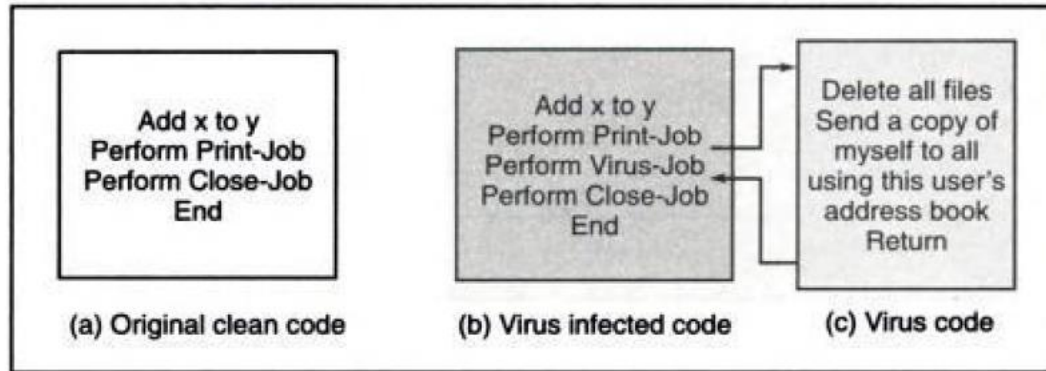 Add x to y
Perform Print-Job
Perform Close-Job
End
(a) Original clean code
Add x to y
Perform Print-Job
Perform Virus-Job
Perform Close-Job
End
(b) Virus infected code
Delete all files
Send a copy of
myself to all
using this user's
address book
Return
(c) Virus code